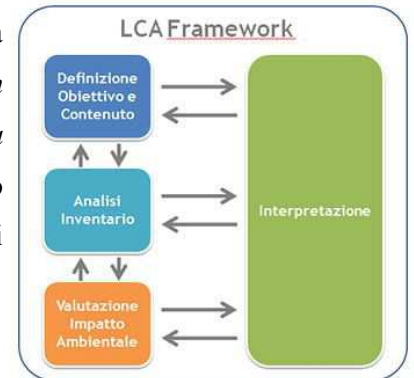 LCA Framework
Definizione
Obiettivo e
Contenuto
Analisi
Inventario
Interpretazione
Valutazione
Impatto
Ambientale
a
n
a
o
i